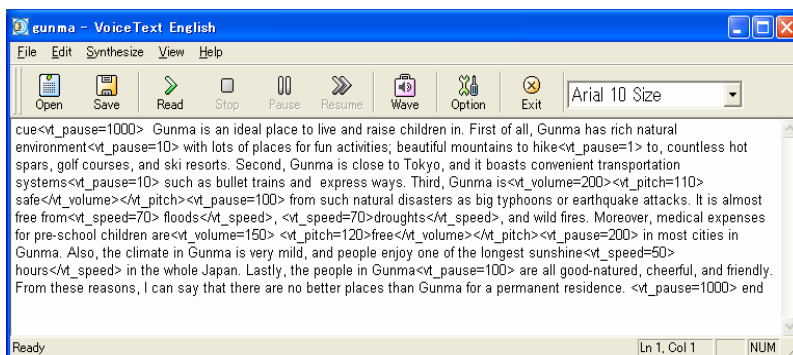 gunma - VoiceText English
File Edit Synthesize View Help
Open Save Read Stop Pause Resume Wave Option Exit Arial 10 Size
cue<vt_pause=1000> Gunma is an ideal place to live and raise children in. First of all, Gunma has rich natural
environment<vt_pause=10> with lots of places for fun activities; beautiful mountains to hike<vt_pause=1> to, countless hot
spars, golf courses, and ski resorts. Second, Gunma is close to Tokyo, and it boasts convenient transportation
systems<vt_pause=10> such as bullet trains and express ways. Third, Gunma is<vt_volume=200><vt_pitch=110>
safe</vt_volume></vt_pitch><vt_pause=100> from such natural disasters as big typhoons or earthquake attacks. It is almost
free from<vt_speed=70> floods</vt_speed>, <vt_speed=70>droughts</vt_speed>, and wild fires. Moreover, medical expenses
for pre-school children are<vt_volume=150> <vt_pitch=120>free</vt_volume></vt_pitch><vt_pause=200> in most cities in
Gunma. Also, the climate in Gunma is very mild, and people enjoy one of the longest sunshine<vt_speed=50>
hours</vt_speed> in the whole Japan. Lastly, the people in Gunma<vt_pause=100> are all good-natured, cheerful, and friendly.
From these reasons, I can say that there are no better places than Gunma for a permanent residence. <vt_pause=1000> end
Ready Ln 1, Col 1 NUM